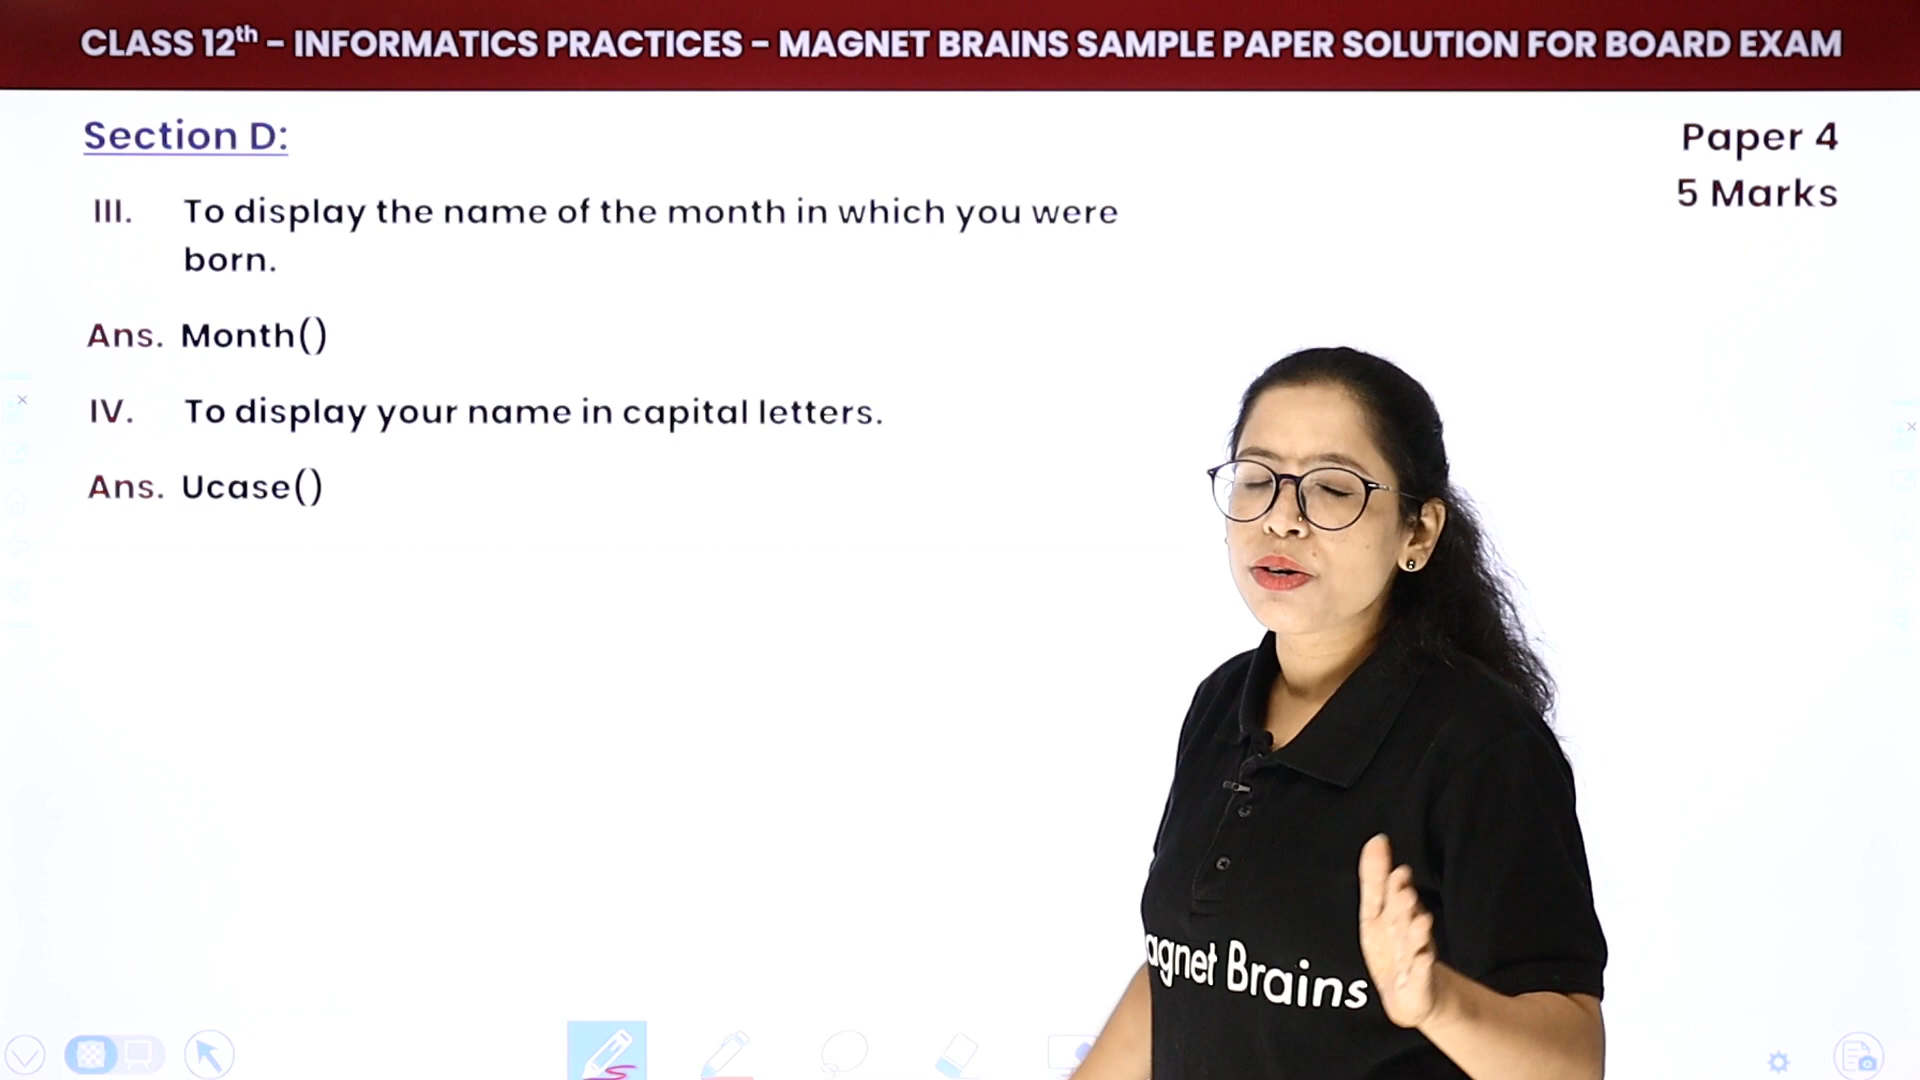 CLASS 12th – INFORMATICS PRACTICES – MAGNET BRAINS SAMPLE PAPER SOLUTION FOR BOARD EXAM
Section D:
Paper 4
5 Marks
III. To display the name of the month in which you were
born.
Ans. Month()
IV. To display your name in capital letters.
Ans. Ucase()
agnet Brains